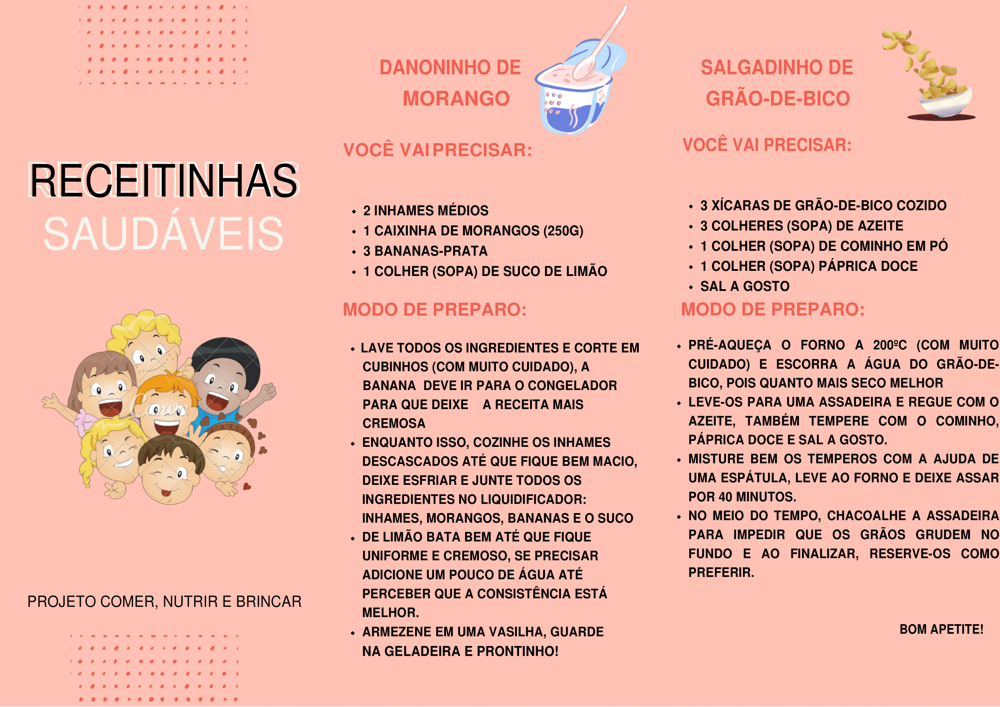 RECEITINHAS
SAUDÁVEIS
Canva
PROJETO COMER, NUTRIR E BRINCAR
DANONINHO DE
MORANGO
VOCÊ VAI PRECISAR:
• 2 INHAMES MÉDIOS
• 1 CAIXINHA DE MORANGOS (250G)
• 3 BANANAS-PRATA
• 1 COLHER (SOPA) DE SUCO DE LIMÃO
MODO DE PREPARO:
• LAVE TODOS OS INGREDIENTES E CORTE EM
CUBINHOS (COM MUITO CUIDADO), A
BANANA DEVE IR PARA O CONGELADOR
PARA QUE DEIXE A RECEITA MAIS
CREMOSA
• ENQUANTO ISSO, COZINHE OS INHAMES
DESCASCADOS ATÉ QUE FIQUE BEM MACIO,
DEIXE ESFRIAR E JUNTE TODOS OS
INGREDIENTES NO LIQUIDIFICADOR:
INHAMES, MORANGOS, BANANAS E O SUCO
• DE LIMÃO BATA BEM ATÉ QUE FIQUE
UNIFORME E CREMOSO, SE PRECISAR
ADICIONE UM POUCO DE ÁGUA ATÉ
PERCEBER QUE A CONSISTÊNCIA ESTÁ
MELHOR.
• ARMEZENE EM UMA VASILHA, GUARDE
NA GELADEIRA E PRONTINHO!
SALGADINHO DE
GRÃO-DE-BICO
VOCÊ VAI PRECISAR:
• 3 XÍCARAS DE GRÃO-DE-BICO COZIDO
• 3 COLHERES (SOPA) DE AZEITE
• 1 COLHER (SOPA) DE COMINHO EM PÓ
• 1 COLHER (SOPA) PÁPRICA DOCE
• SAL A GOSTO
MODO DE PREPARO:
• PRÉ-AQUEÇA O FORNO A 200ºC (COM MUITO
CUIDADO) E ESCORRA A ÁGUA DO GRÃO-DE-
BICO, POIS QUANTO MAIS SECO MELHOR
• LEVE-OS PARA UMA ASSADEIRA E REGUE COM O
AZEITE, TAMBÉM TEMPERE COM O COMINHO,
PÁPRICA DOCE E SAL A GOSTO.
• MISTURE BEM OS TEMPEROS COM A AJUDA DE
UMA ESPÁTULA, LEVE AO FORNO E DEIXE ASSAR
POR 40 MINUTOS.
• NO MEIO DO TEMPO, CHACOALHE A ASSADEIRA
PARA IMPEDIR QUE OS GRÃOS GRUDEM NO
FUNDO E AO FINALIZAR, RESERVE-OS COMO
PREFERIR.
BOM APETITE!